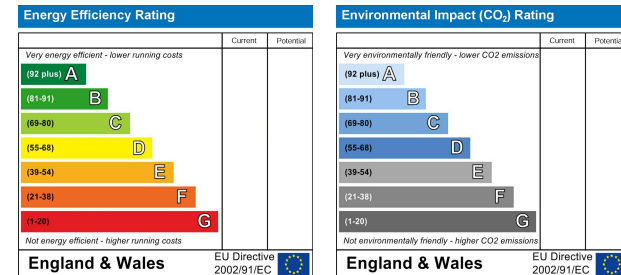 Energy Efficiency Rating
Current Potential
Very energy efficient - lower running costs
(92 plus) A
(81-91) B
(69-80) C
(55-68) D
(39-54) E
(21-38) F
(1-20) G
Not energy efficient - higher running costs
England & Wales
EU Directive
2002/91/EC
Environmental Impact (CO₂) Rating
Current Potentia
Very environmentally friendly - lower CO2 emissions
(92 plus) A
(81-91) B
(69-80) C
(55-68) D
(39-54) E
(21-38) F
(1-20) G
Not environmentally friendly - higher CO2 emissions
England & Wales
EU Directive
2002/91/EC